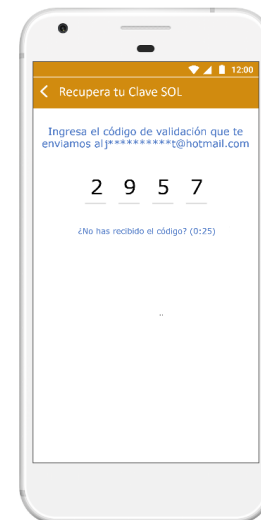 12:00
Recupera tu Clave SOL
Ingresa el código de validación que te
enviamos al j**********t@hotmail.com
2 9 5 7
¿No has recibido el código? (0:25)